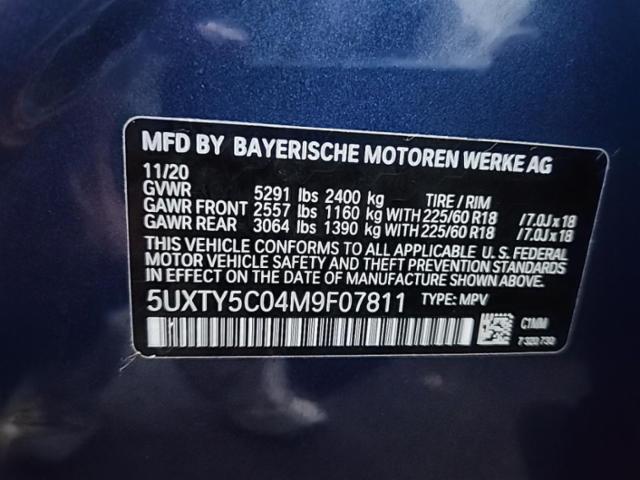 MFD BY BAYERISCHE MOTOREN WERKE AG
11/20
GVWR 5291 lbs 2400 kg TIRE / RIM
GAWR FRONT 2557 lbs 1160 kg WITH 225/60 R18 /7.0J x 18
GAWR REAR 3064 lbs 1390 kg WITH 225/60 R18 /7.0J x 18
THIS VEHICLE CONFORMS TO ALL APPLICABLE U. S. FEDERAL
MOTOR VEHICLE SAFETY AND THEFT PREVENTION STANDARDS
IN EFFECT ON THE DATE OF MANUFACTURE SHOWN ABOVE.
5UXTY5C04M9F07811 TYPE: MPV
C1MM